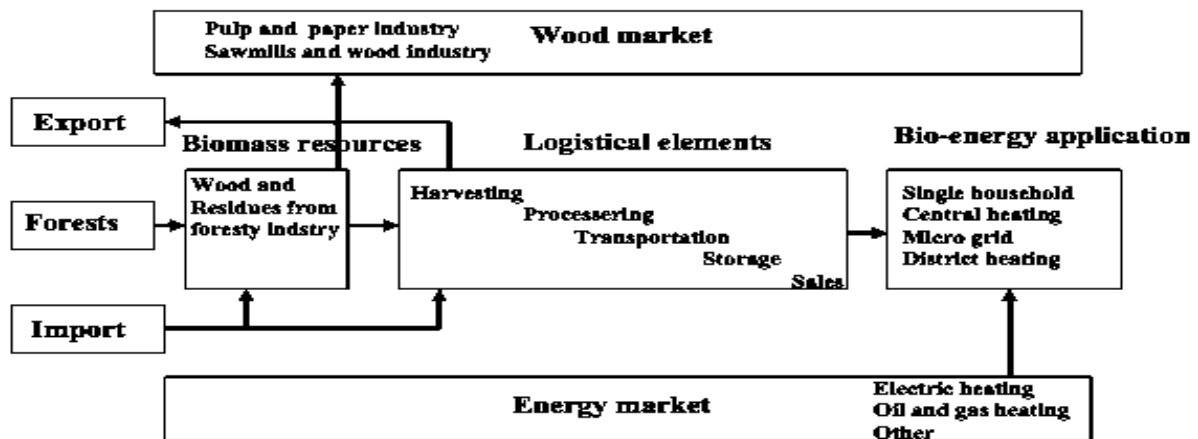 Pulp and paper industry
Sawmills and wood industry
Wood market
Export
Biomass resources
Logistical elements
Bio-energy application
Forests
Wood and
Residues from
foresty indstry
Harvesting
Processering
Transportation
Storage
Sales
Single household
Central heating
Micro grid
District heating
Import
Energy market
Electric heating
Oil and gas heating
Other